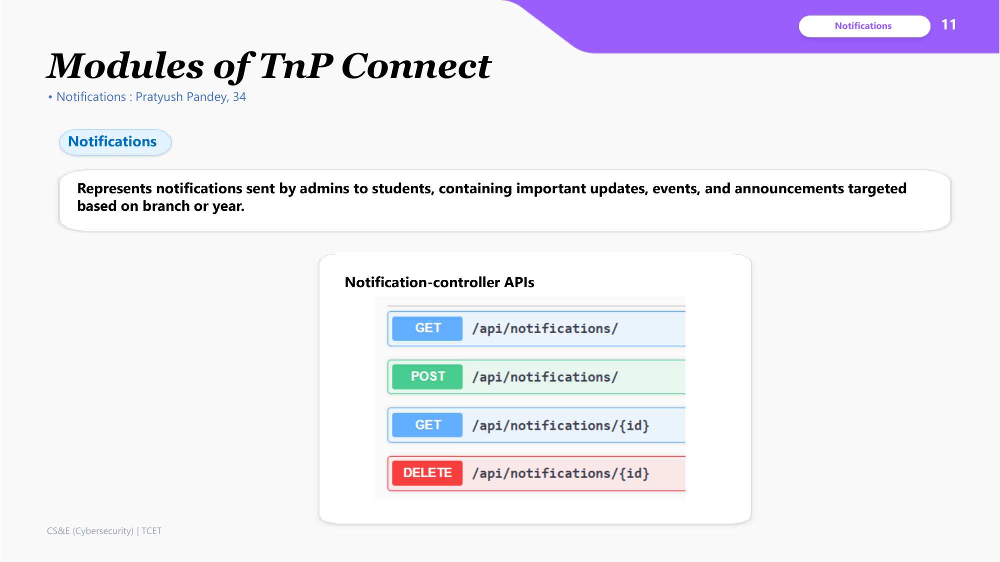 Notifications
11
Modules of TnP Connect
• Notifications : Pratyush Pandey, 34
Notifications
Represents notifications sent by admins to students, containing important updates, events, and announcements targeted
based on branch or year.
Notification-controller APIs
GET /api/notifications/
POST /api/notifications/
GET /api/notifications/{id}
DELETE /api/notifications/{id}
CS&E (Cybersecurity) | TCET